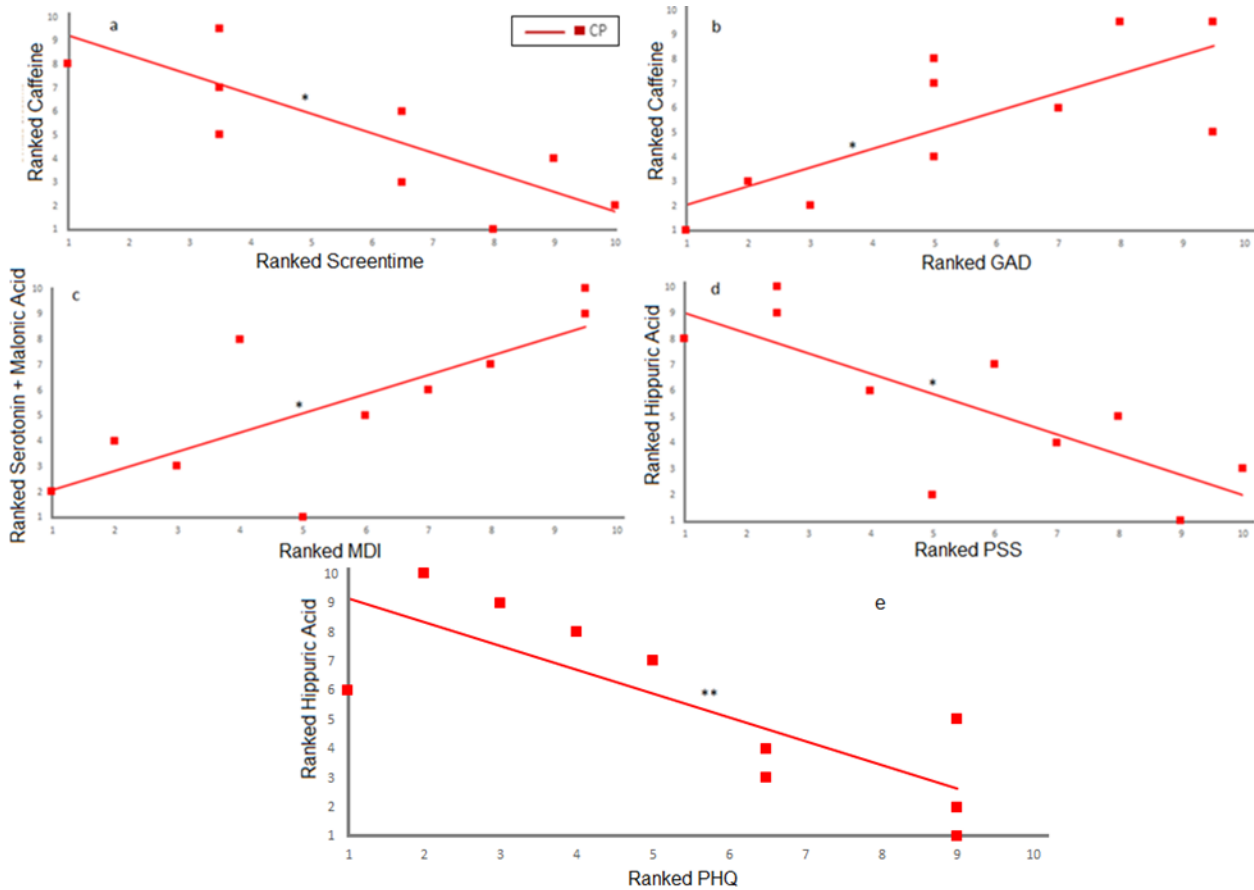 a
CP
Ranked Caffeine
10
9
8
7
6
5
4
3
2
1
*
1 2 3 4 5 6 7 8 9 10
Ranked Screentime
b
Ranked Caffeine
10
9
8
7
6
5
4
3
2
1
*
1 2 3 4 5 6 7 8 9 10
Ranked GAD
c
Ranked Serotonin + Malonic Acid
10
9
8
7
6
5
4
3
2
1
*
1 2 3 4 5 6 7 8 9 10
Ranked MDI
d
Ranked Hippuric Acid
10
9
8
7
6
5
4
3
2
1
*
1 2 3 4 5 6 7 8 9 10
Ranked PSS
e
Ranked Hippuric Acid
10
9
8
7
6
5
4
3
2
1
**
1 2 3 4 5 6 7 8 9 10
Ranked PHQ